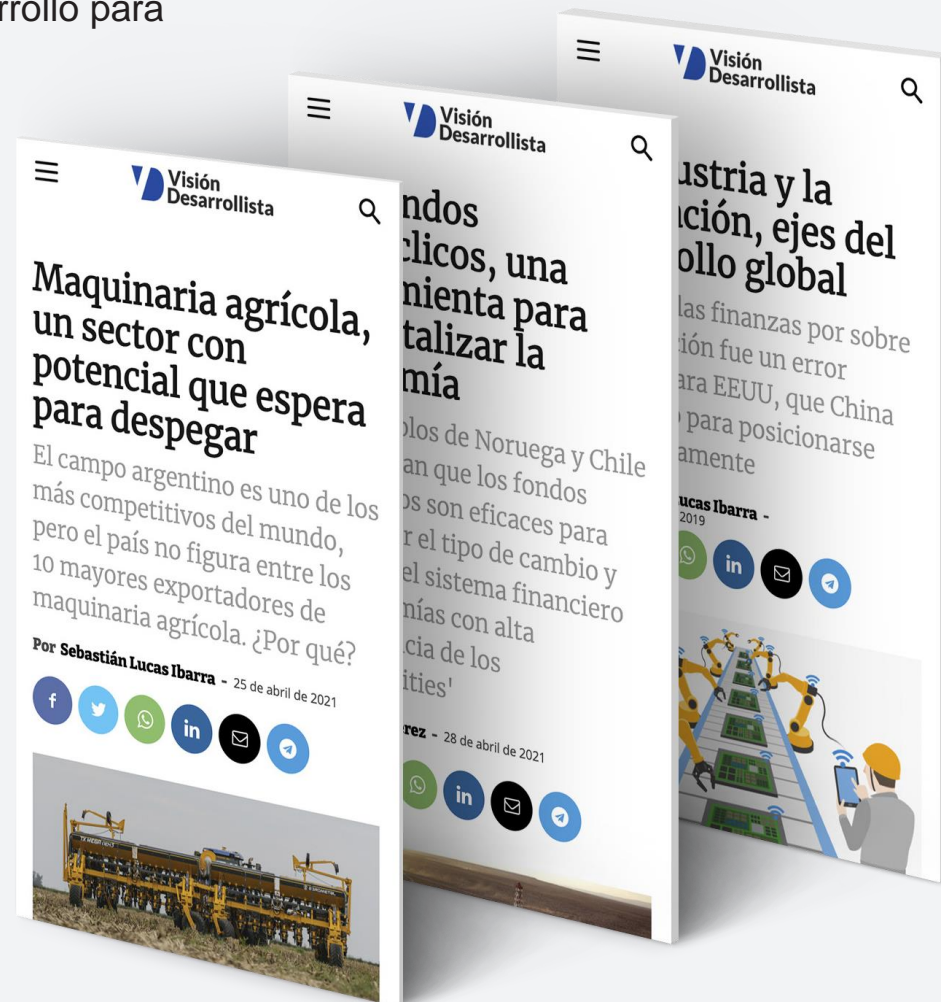 rrollo para
Visión
Desarrollista
Maquinaria agrícola,
un sector con
potencial que espera
para despegar
El campo argentino es uno de los
más competitivos del mundo,
pero el país no figura entre los
10 mayores exportadores de
maquinaria agrícola. ¿Por qué?
Por Sebastián Lucas Ibarra - 25 de abril de 2021
Visión
Desarrollista
ndos
clicos, una
mienta para
talizar la
mía
plos de Noruega y Chile
an que los fondos
os son eficaces para
r el tipo de cambio y
el sistema financiero
mías con alta
cia de los
ities'
erez - 28 de abril de 2021
Visión
Desarrollista
ustria y la
ción, ejes del
ollo global
las finanzas por sobre
ción fue un error
ara EEUU, que China
para posicionarse
amente
ucas Ibarra -
2019